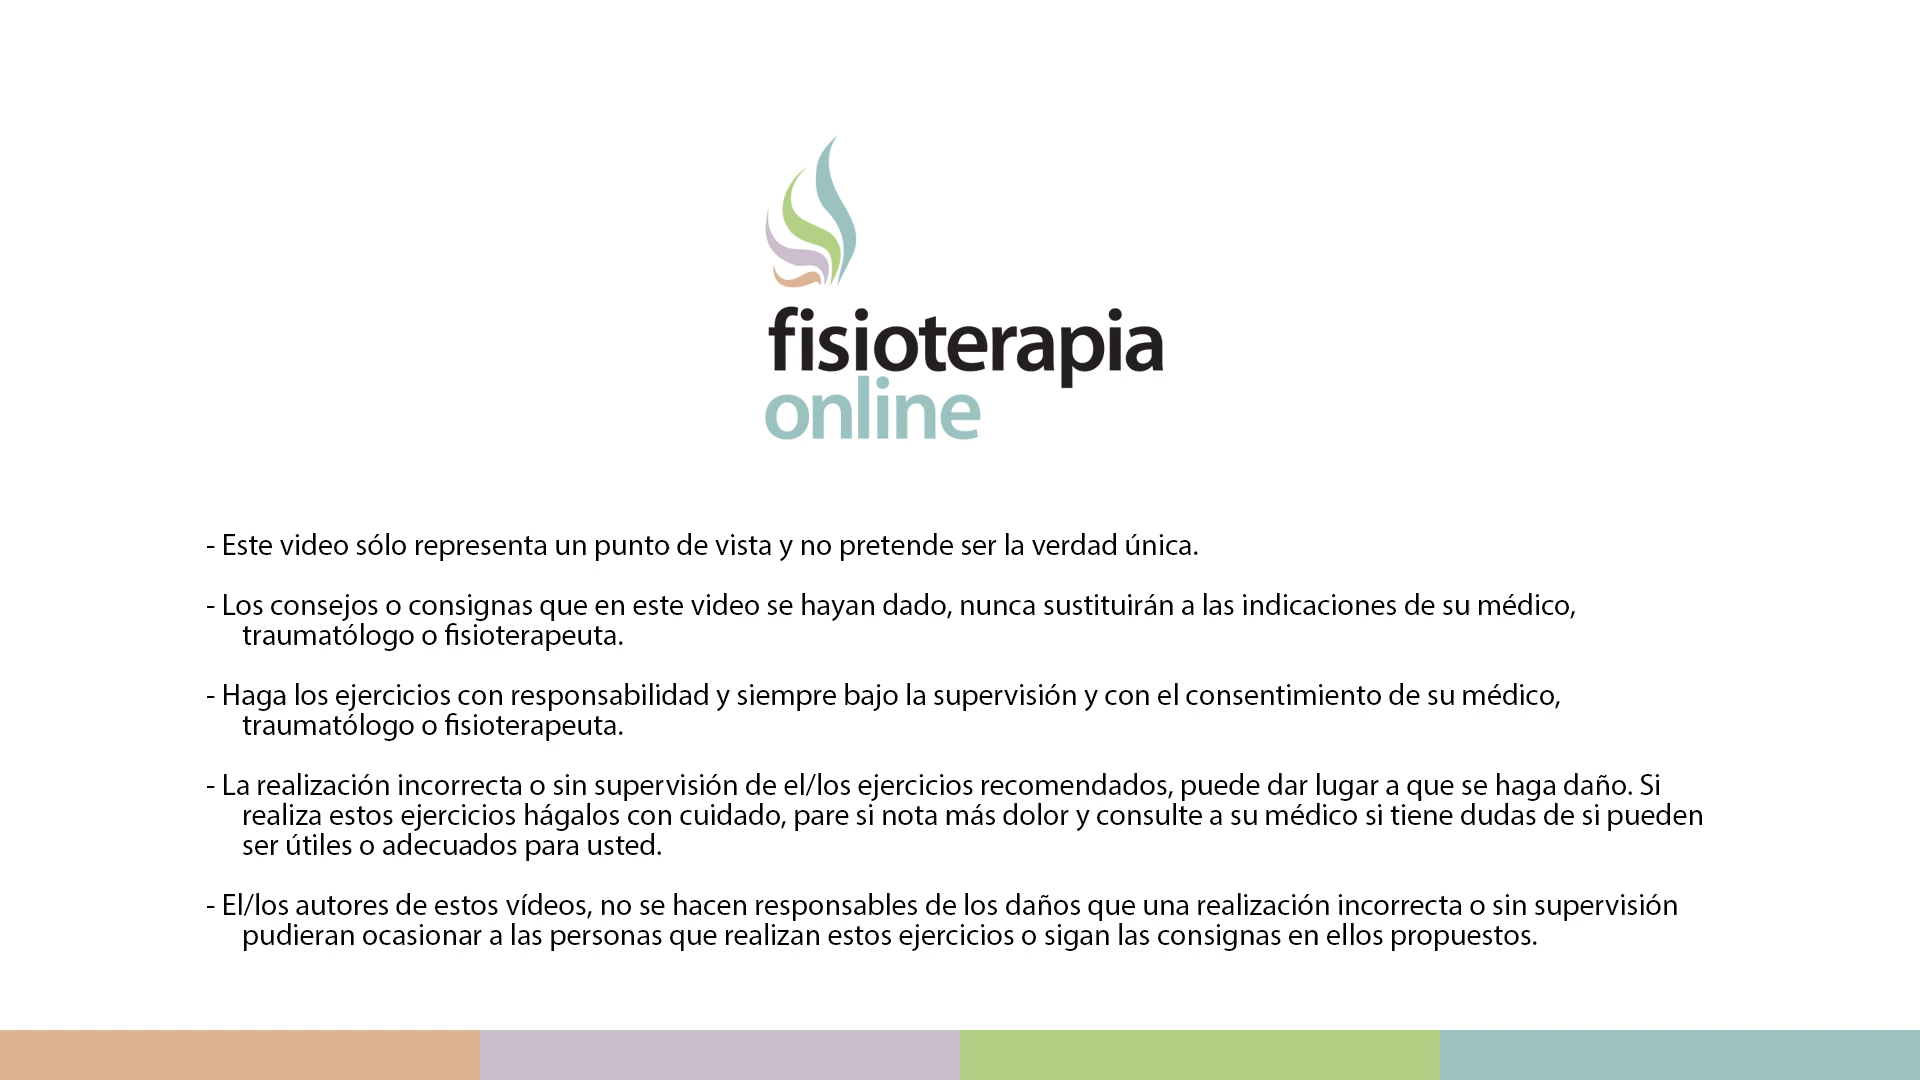 fisioterapia
online
- Este video sólo representa un punto de vista y no pretende ser la verdad única.
- Los consejos o consignas que en este video se hayan dado, nunca sustituirán a las indicaciones de su médico,
traumatólogo o fisioterapeuta.
- Haga los ejercicios con responsabilidad y siempre bajo la supervisión y con el consentimiento de su médico,
traumatólogo o fisioterapeuta.
- La realización incorrecta o sin supervisión de el/los ejercicios recomendados, puede dar lugar a que se haga daño. Si
realiza estos ejercicios hágalos con cuidado, pare si nota más dolor y consulte a su médico si tiene dudas de si pueden
ser útiles o adecuados para usted.
- El/los autores de estos vídeos, no se hacen responsables de los daños que una realización incorrecta o sin supervisión
pudieran ocasionar a las personas que realizan estos ejercicios o sigan las consignas en ellos propuestos.